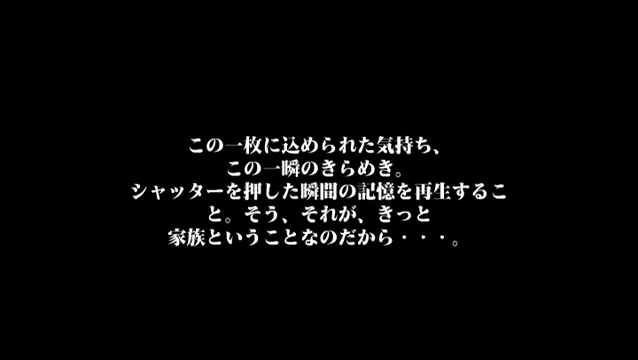 この一枚に込められた気持ち、
この一瞬のきらめき。
シャッターを押した瞬間の記憶を再生するこ
と。そう、それが、きっと
家族ということなのだから・・・。